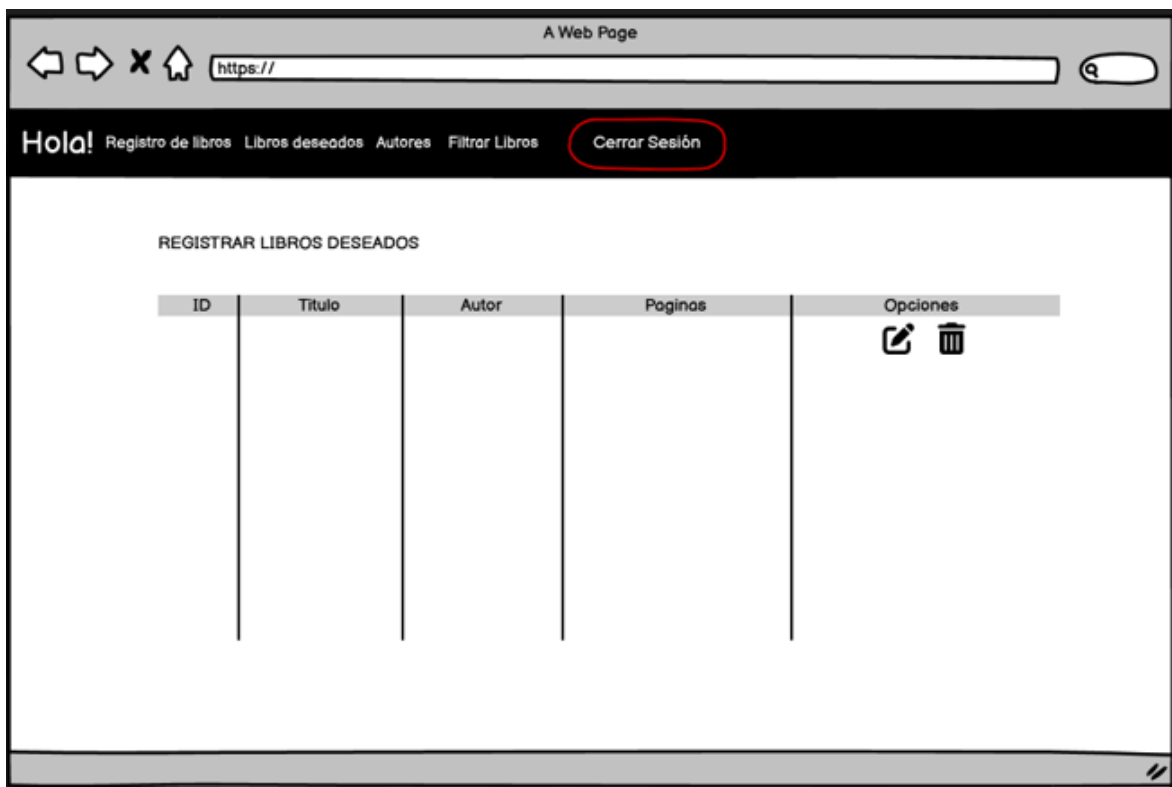 A Web Page
https://
Hola! Registro de libros Libros deseados Autores Filtrar Libros Cerrar Sesión
REGISTRAR LIBROS DESEADOS
ID Titulo Autor Paginas Opciones